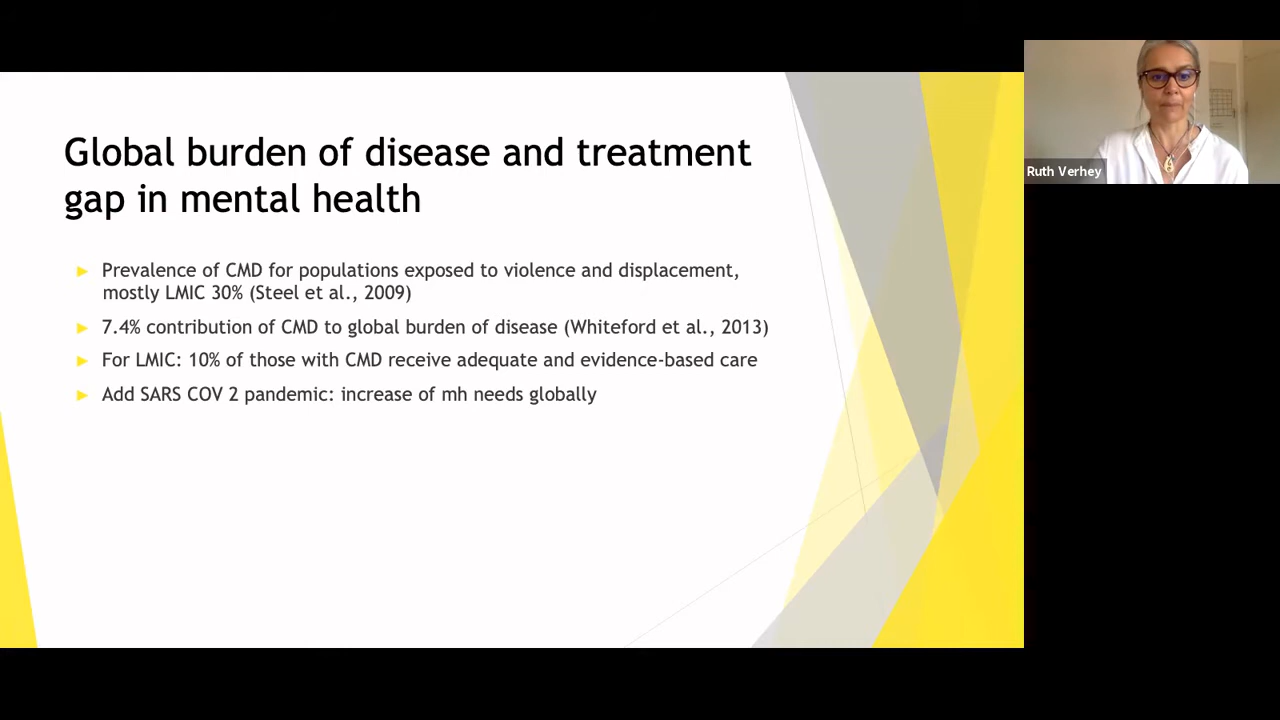 Global burden of disease and treatment
gap in mental health
► Prevalence of CMD for populations exposed to violence and displacement,
mostly LMIC 30% (Steel et al., 2009)
► 7.4% contribution of CMD to global burden of disease (Whiteford et al., 2013)
► For LMIC: 10% of those with CMD receive adequate and evidence-based care
► Add SARS COV 2 pandemic: increase of mh needs globally
Ruth Verhey